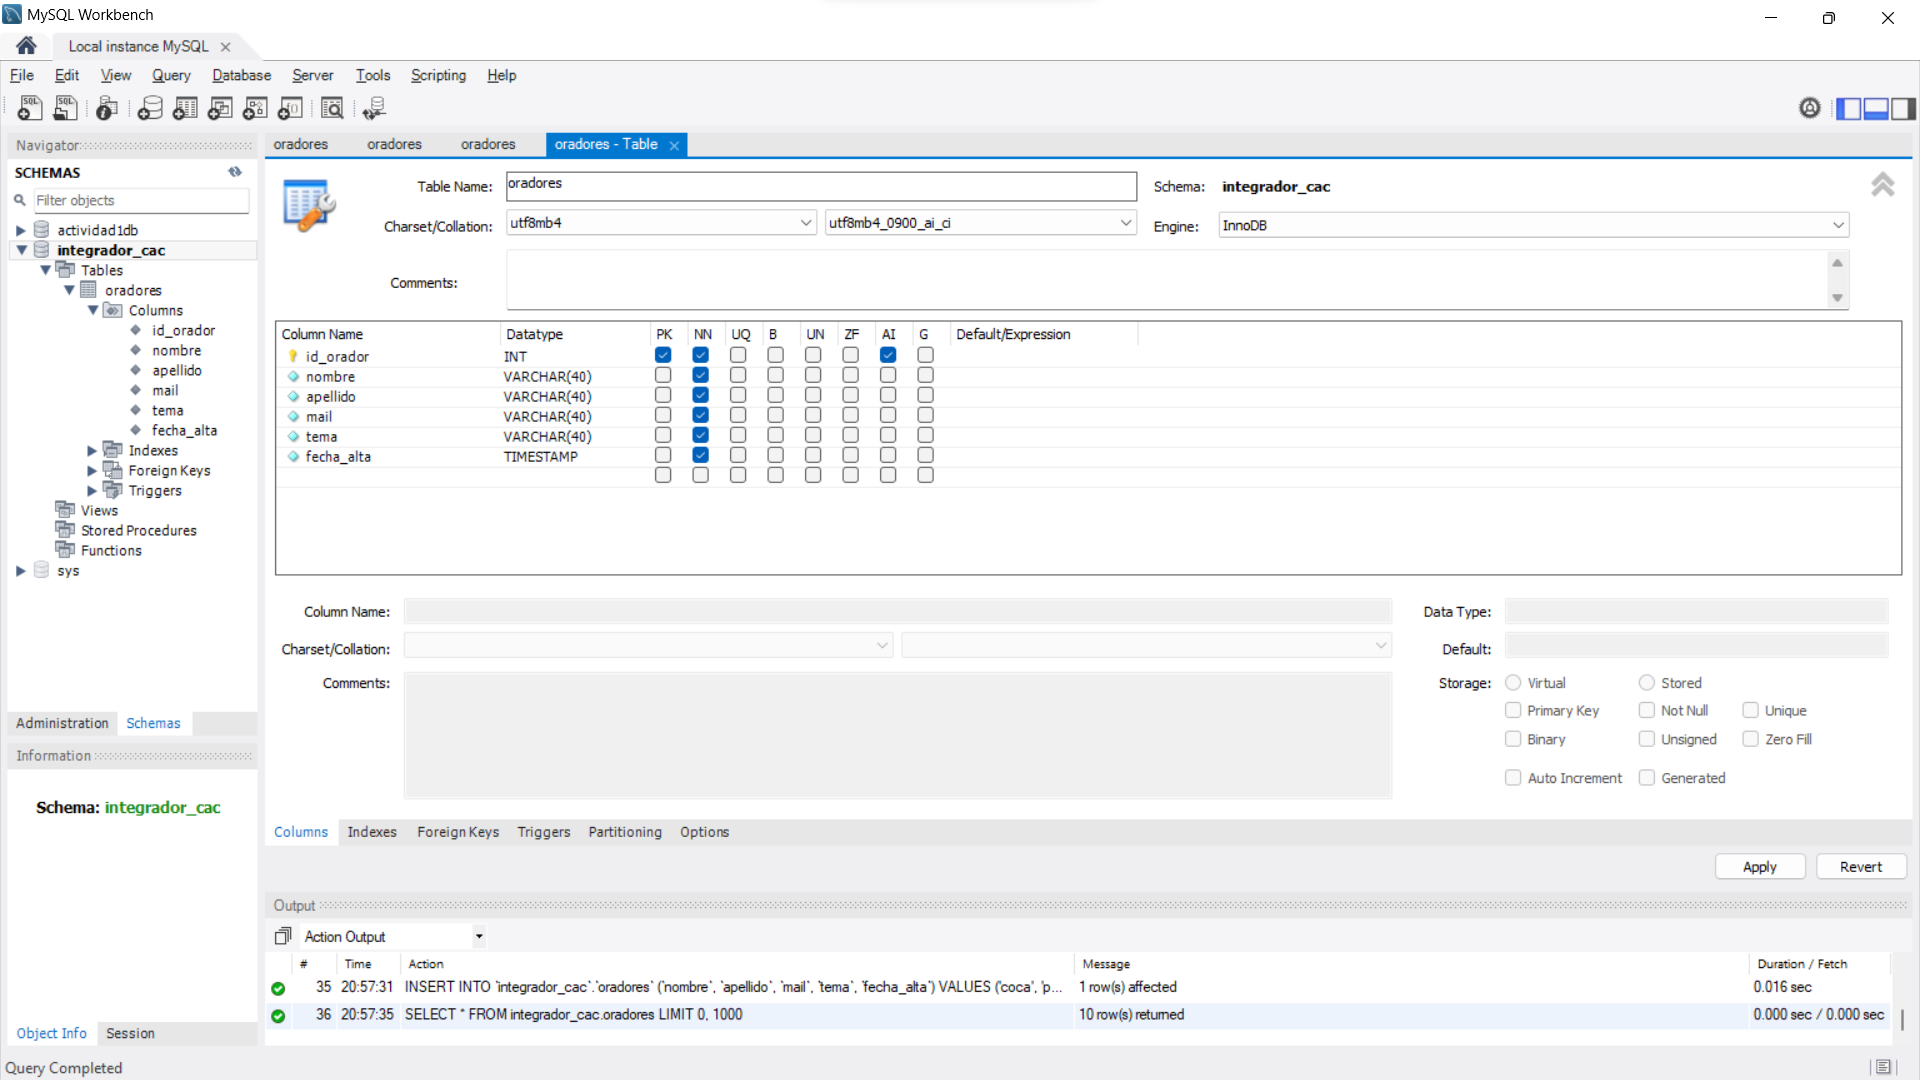 MySQL Workbench
Local instance MySQL
File Edit View Query Database Server Tools Scripting Help
Navigator
SCHEMAS
Filter objects
actividad1db
integrador_cac
Tables
oradores
Columns
id_orador
nombre
apellido
mail
tema
fecha_alta
Indexes
Foreign Keys
Triggers
Views
Stored Procedures
Functions
sys
Administration Schemas
Information
Schema: integrador_cac
Object Info Session
oradores oradores oradores oradores - Table
Table Name: oradores Schema: integrador_cac
Charset/Collation: utf8mb4 utf8mb4_0900_ai_ci Engine: InnoDB
Comments:
Column Name Datatype PK NN UQ B UN ZF AI G Default/Expression
id_orador INT
nombre VARCHAR(40)
apellido VARCHAR(40)
mail VARCHAR(40)
tema VARCHAR(40)
fecha_alta TIMESTAMP
Column Name: Data Type:
Charset/Collation: Default:
Comments: Storage: Virtual Stored
Primary Key Not Null Unique
Binary Unsigned Zero Fill
Auto Increment Generated
Columns Indexes Foreign Keys Triggers Partitioning Options
Apply Revert
Output
Action Output
# Time Action Message Duration / Fetch
35 20:57:31 INSERT INTO `integrador_cac`.`oradores` (`nombre`, `apellido`, `mail`, `tema`, `fecha_alta`) VALUES ('coca', 'p... 1 row(s) affected 0.016 sec
36 20:57:35 SELECT * FROM integrador_cac.oradores LIMIT 0, 1000 10 row(s) returned 0.000 sec / 0.000 sec
Query Completed